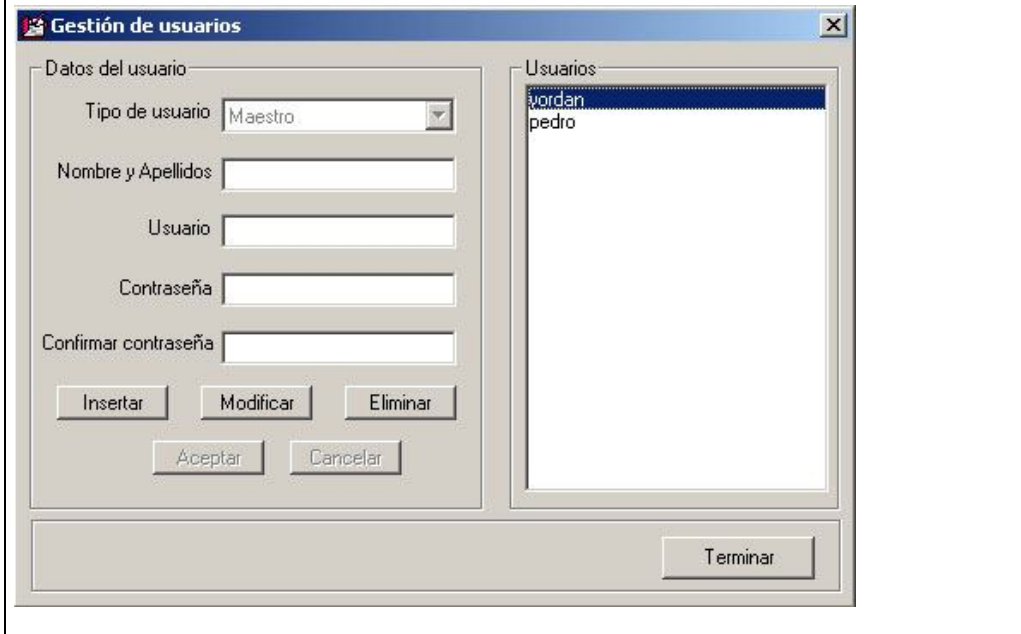 Gestión de usuarios
Datos del usuario
Tipo de usuario Maestro
Nombre y Apellidos
Usuario
Contraseña
Confirmar contraseña
Insertar Modificar Eliminar
Aceptar Cancelar
Usuarios
yordan
pedro
Terminar